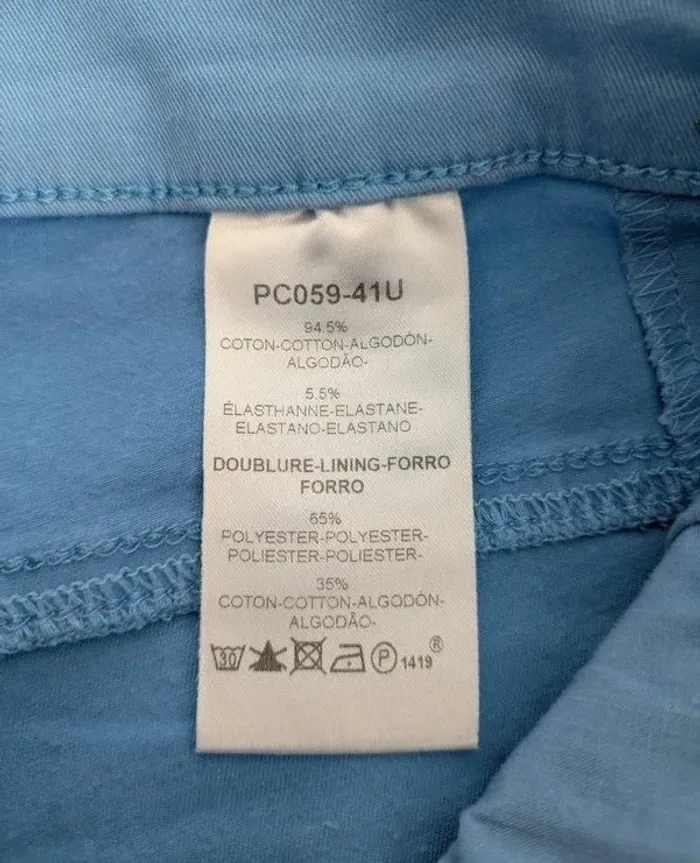 PC059-41U
94.5%
COTON-COTTON-ALGODÓN-
ALGODÃO-
5.5%
ÉLASTHANNE-ELASTANE-
ELASTANO-ELASTANO
DOUBLURE-LINING-FORRO
FORRO
65%
POLYESTER-POLYESTER-
POLIESTER-POLIESTER-
35%
COTON-COTTON-ALGODÓN-
ALGODÃO-
30 P 1419®